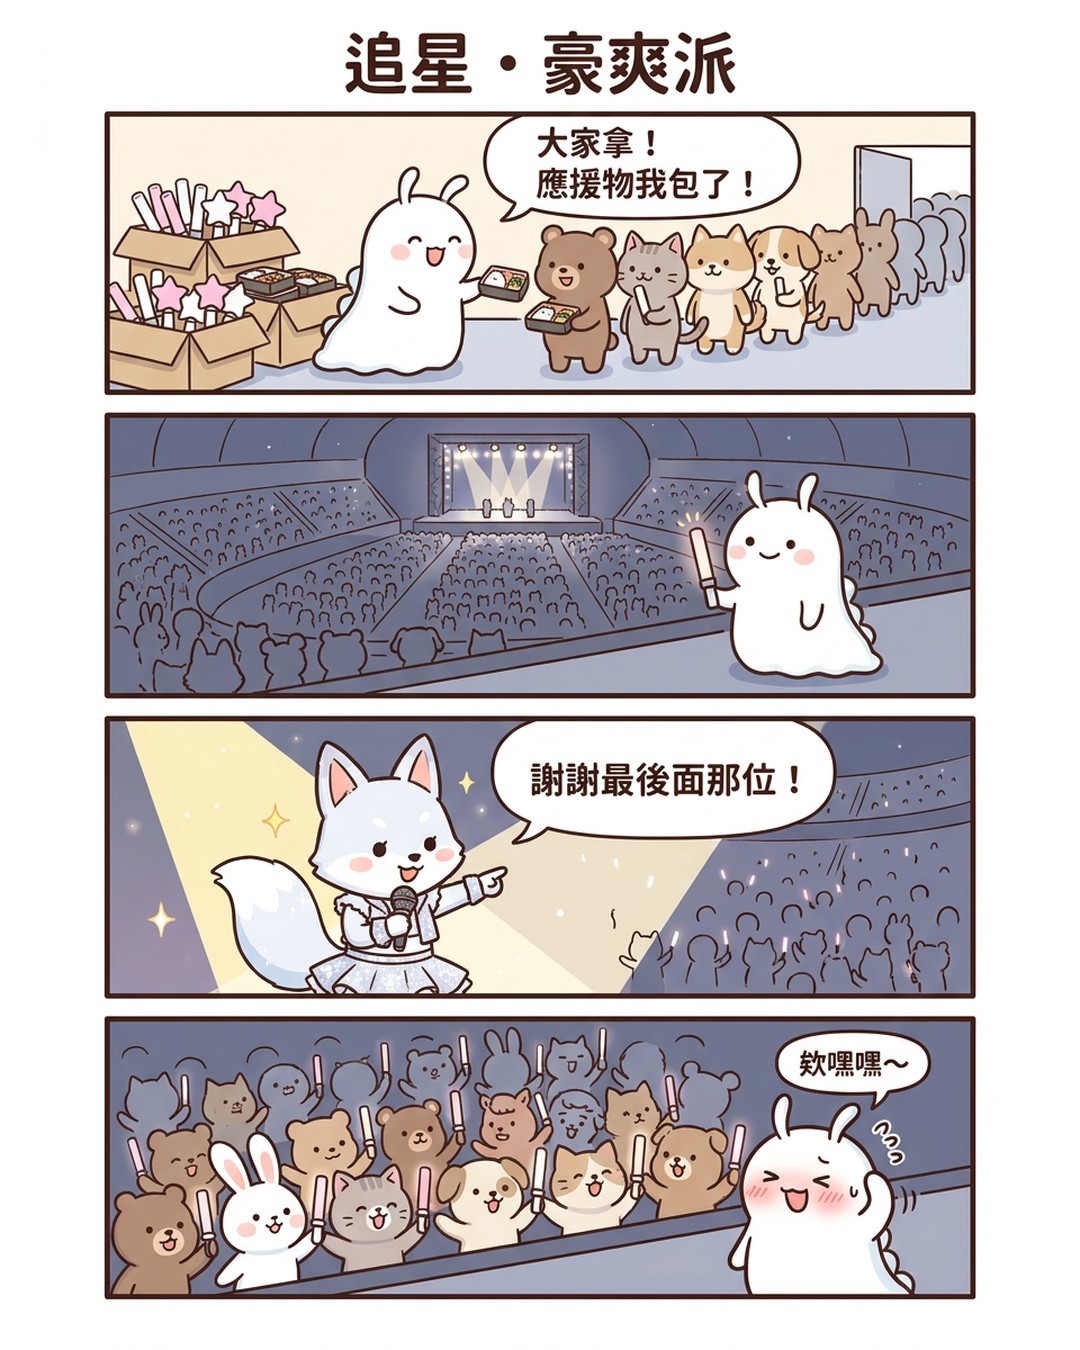 追星・豪爽派
大家拿！
應援物我包了！
謝謝最後面那位！
欸嘿嘿～